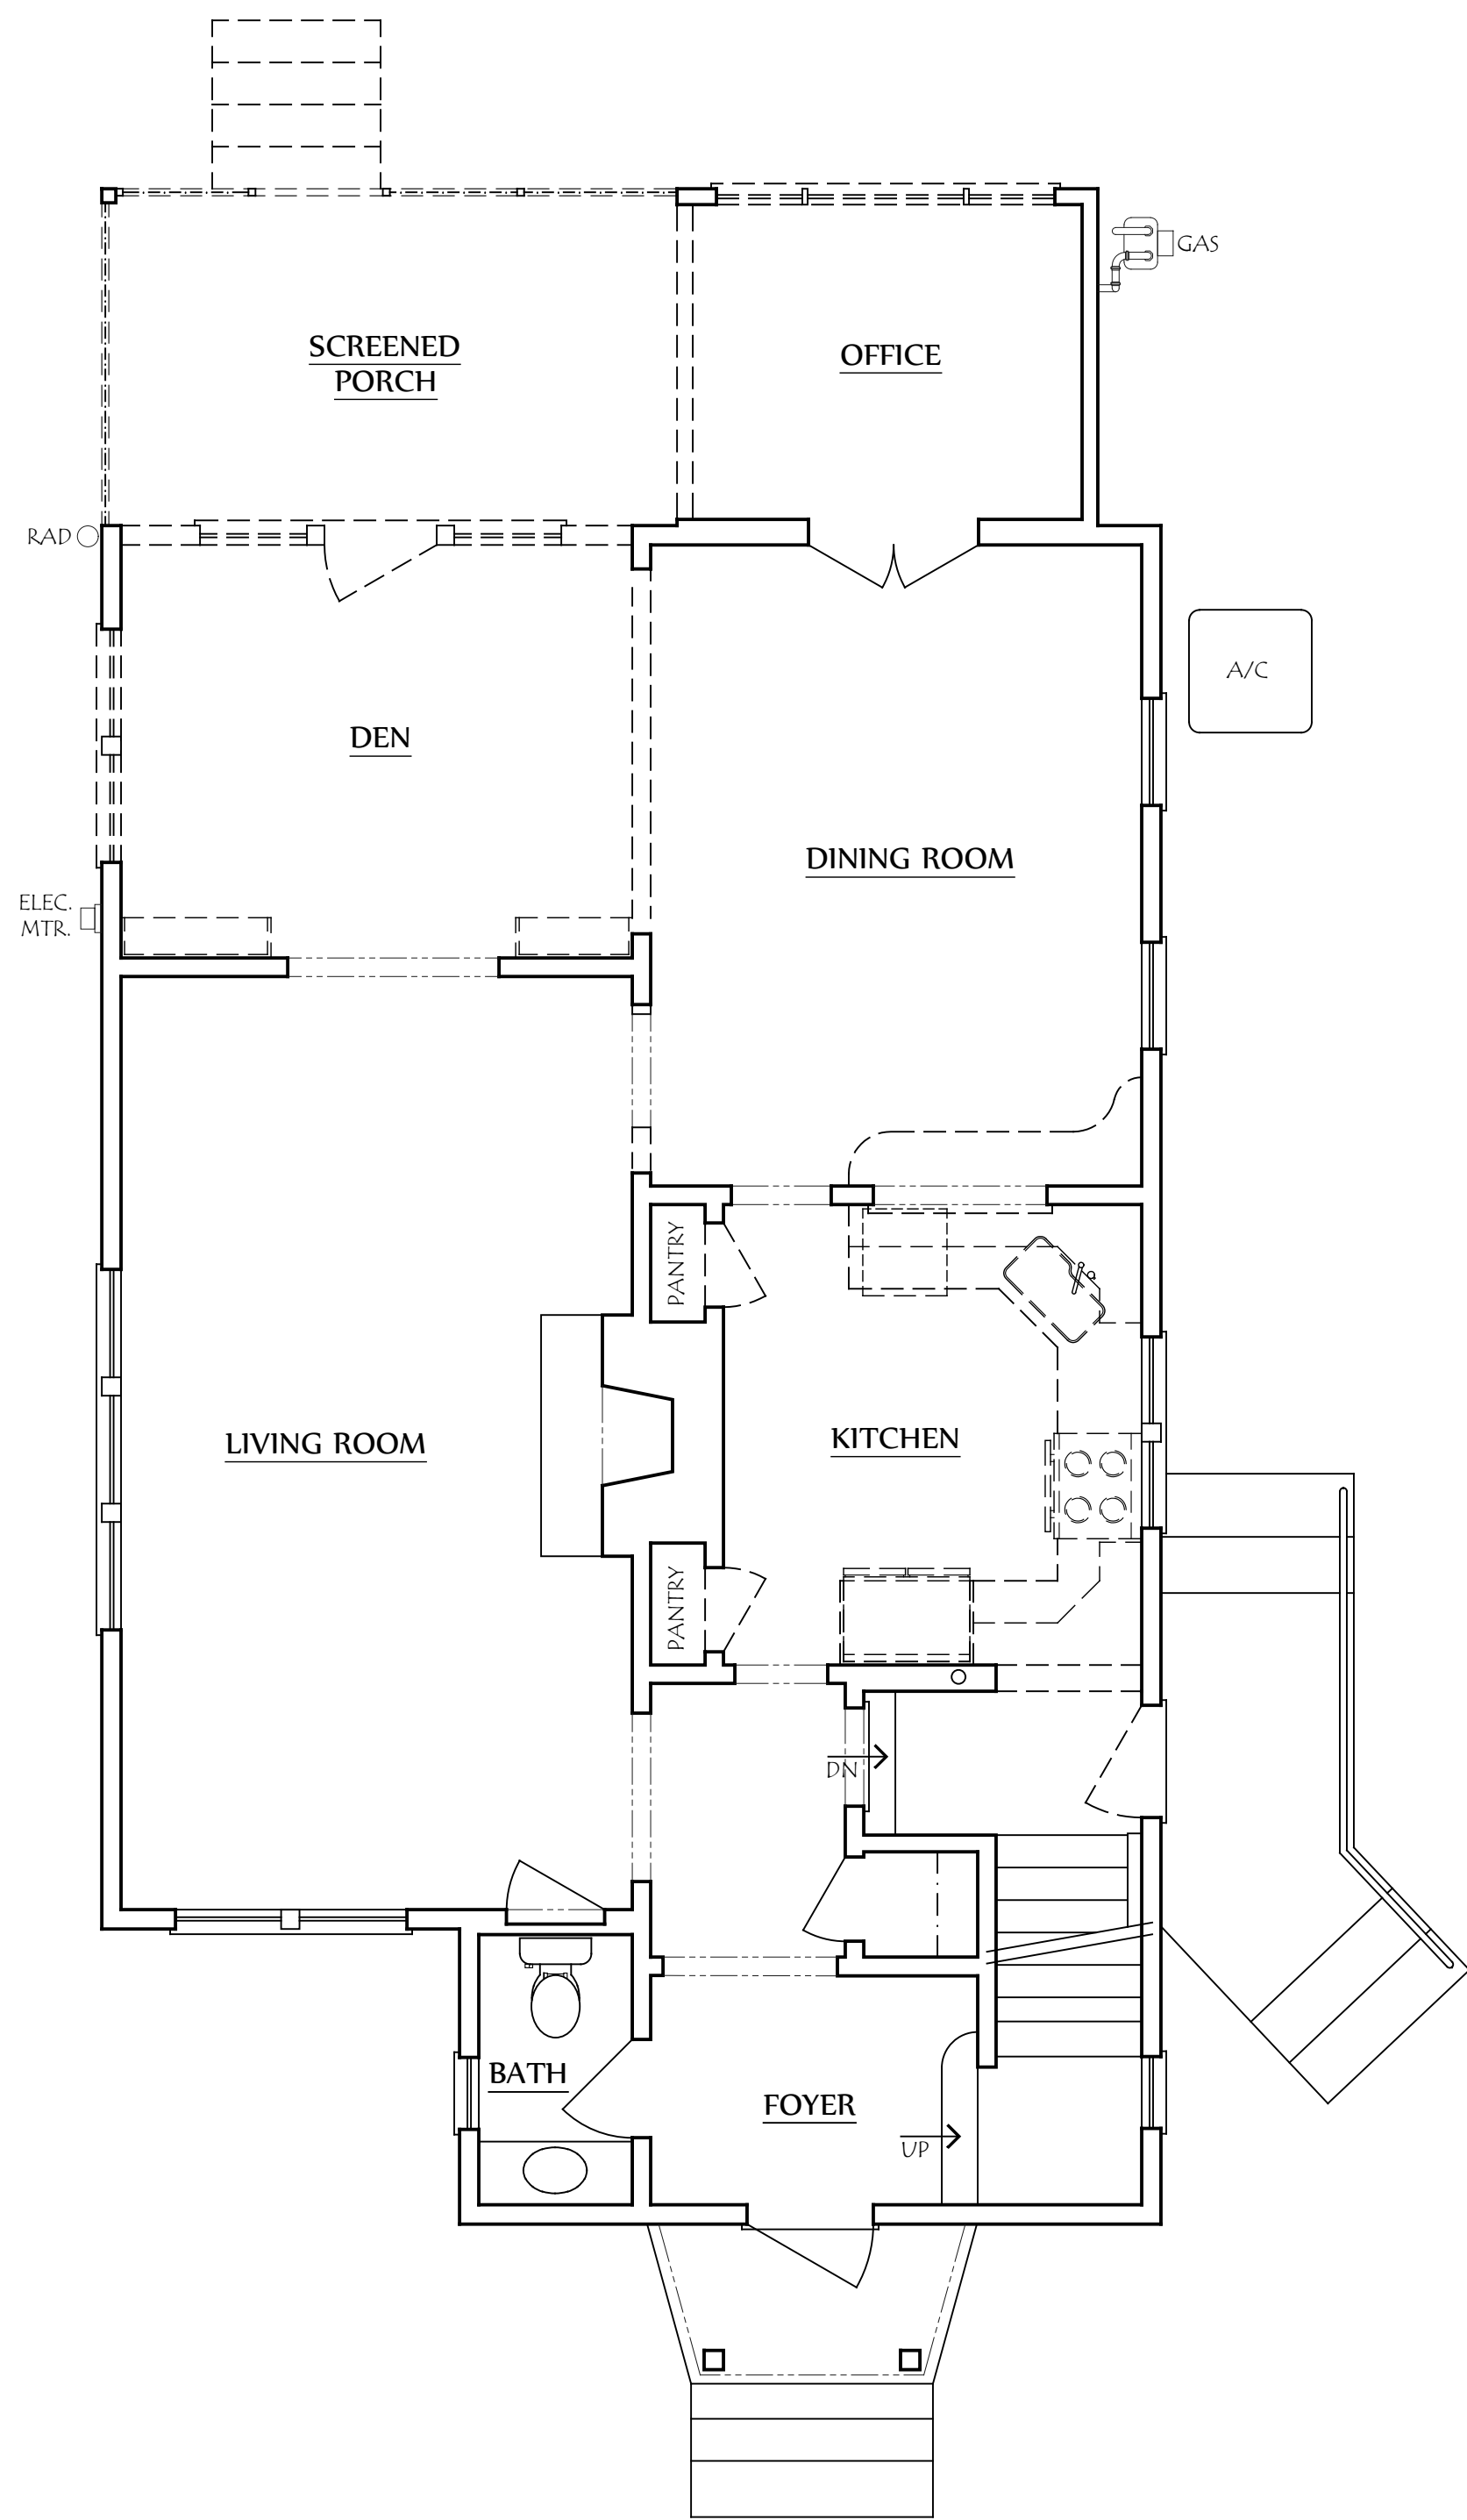 GAS
SCREENED
PORCH
OFFICE
RAD
A/C
DEN
DINING ROOM
ELEC.
MTR.
PANTRY
LIVING ROOM
KITCHEN
PANTRY
DN
BATH
FOYER
UP